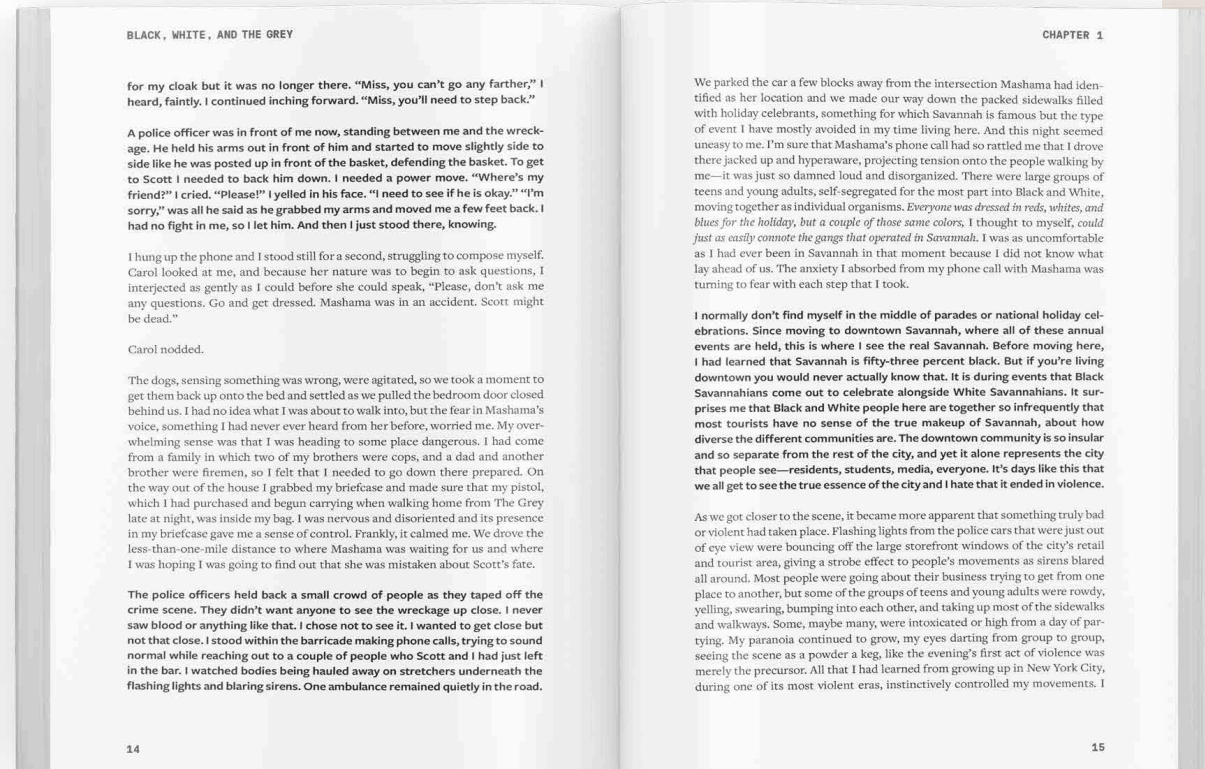 BLACK, WHITE, AND THE GREY
for my cloak but it was no longer there. “Miss, you can’t go any farther,” I
heard, faintly. I continued inching forward. “Miss, you’ll need to step back.”
A police officer was in front of me now, standing between me and the wreck-
age. He held his arms out in front of him and started to move slightly side to
side like he was posted up in front of the basket, defending the basket. To get
to Scott I needed to back him down. I needed a power move. “Where’s my
friend?” I cried. “Please!” I yelled in his face. “I need to see if he is okay.” “I’m
sorry,” was all he said as he grabbed my arms and moved me a few feet back. I
had no fight in me, so I let him. And then I just stood there, knowing.
I hung up the phone and I stood still for a second, struggling to compose myself.
Carol looked at me, and because her nature was to begin to ask questions, I
interjected as gently as I could before she could speak, “Please, don’t ask me
any questions. Go and get dressed. Mashama was in an accident. Scott might
be dead.”
Carol nodded.
The dogs, sensing something was wrong, were agitated, so we took a moment to
get them back up onto the bed and settled as we pulled the bedroom door closed
behind us. I had no idea what I was about to walk into, but the fear in Mashama’s
voice, something I had never ever heard from her before, worried me. My over-
whelming sense was that I was heading to some place dangerous. I had come
from a family in which two of my brothers were cops, and a dad and another
brother were firemen, so I felt that I needed to go down there prepared. On
the way out of the house I grabbed my briefcase and made sure that my pistol,
which I had purchased and begun carrying when walking home from The Grey
late at night, was inside my bag. I was nervous and disoriented and its presence
in my briefcase gave me a sense of control. Frankly, it calmed me. We drove the
less-than-one-mile distance to where Mashama was waiting for us and where
I was hoping I was going to find out that she was mistaken about Scott’s fate.
The police officers held back a small crowd of people as they taped off the
crime scene. They didn’t want anyone to see the wreckage up close. I never
saw blood or anything like that. I chose not to see it. I wanted to get close but
not that close. I stood within the barricade making phone calls, trying to sound
normal while reaching out to a couple of people who Scott and I had just left
in the bar. I watched bodies being hauled away on stretchers underneath the
flashing lights and blaring sirens. One ambulance remained quietly in the road.
14
CHAPTER 1
We parked the car a few blocks away from the intersection Mashama had iden-
tified as her location and we made our way down the packed sidewalks filled
with holiday celebrants, something for which Savannah is famous but the type
of event I have mostly avoided in my time living here. And this night seemed
uneasy to me. I’m sure that Mashama’s phone call had so rattled me that I drove
there jacked up and hyperaware, projecting tension onto the people walking by
me—it was just so damned loud and disorganized. There were large groups of
teens and young adults, self-segregated for the most part into Black and White,
moving together as individual organisms. Everyone was dressed in reds, whites, and
blues for the holiday, but a couple of those same colors, I thought to myself, could
just as easily connote the gangs that operated in Savannah. I was as uncomfortable
as I had ever been in Savannah in that moment because I did not know what
lay ahead of us. The anxiety I absorbed from my phone call with Mashama was
turning to fear with each step that I took.
I normally don’t find myself in the middle of parades or national holiday cel-
ebrations. Since moving to downtown Savannah, where all of these annual
events are held, this is where I see the real Savannah. Before moving here,
I had learned that Savannah is fifty-three percent black. But if you’re living
downtown you would never actually know that. It is during events that Black
Savannahians come out to celebrate alongside White Savannahians. It sur-
prises me that Black and White people here are together so infrequently that
most tourists have no sense of the true makeup of Savannah, about how
diverse the different communities are. The downtown community is so insular
and so separate from the rest of the city, and yet it alone represents the city
that people see—residents, students, media, everyone. It’s days like this that
we all get to see the true essence of the city and I hate that it ended in violence.
As we got closer to the scene, it became more apparent that something truly bad
or violent had taken place. Flashing lights from the police cars that were just out
of eye view were bouncing off the large storefront windows of the city’s retail
and tourist area, giving a strobe effect to people’s movements as sirens blared
all around. Most people were going about their business trying to get from one
place to another, but some of the groups of teens and young adults were rowdy,
yelling, swearing, bumping into each other, and taking up most of the sidewalks
and walkways. Some, maybe many, were intoxicated or high from a day of par-
tying. My paranoia continued to grow, my eyes darting from group to group,
seeing the scene as a powder a keg, like the evening’s first act of violence was
merely the precursor. All that I had learned from growing up in New York City,
during one of its most violent eras, instinctively controlled my movements. I
15